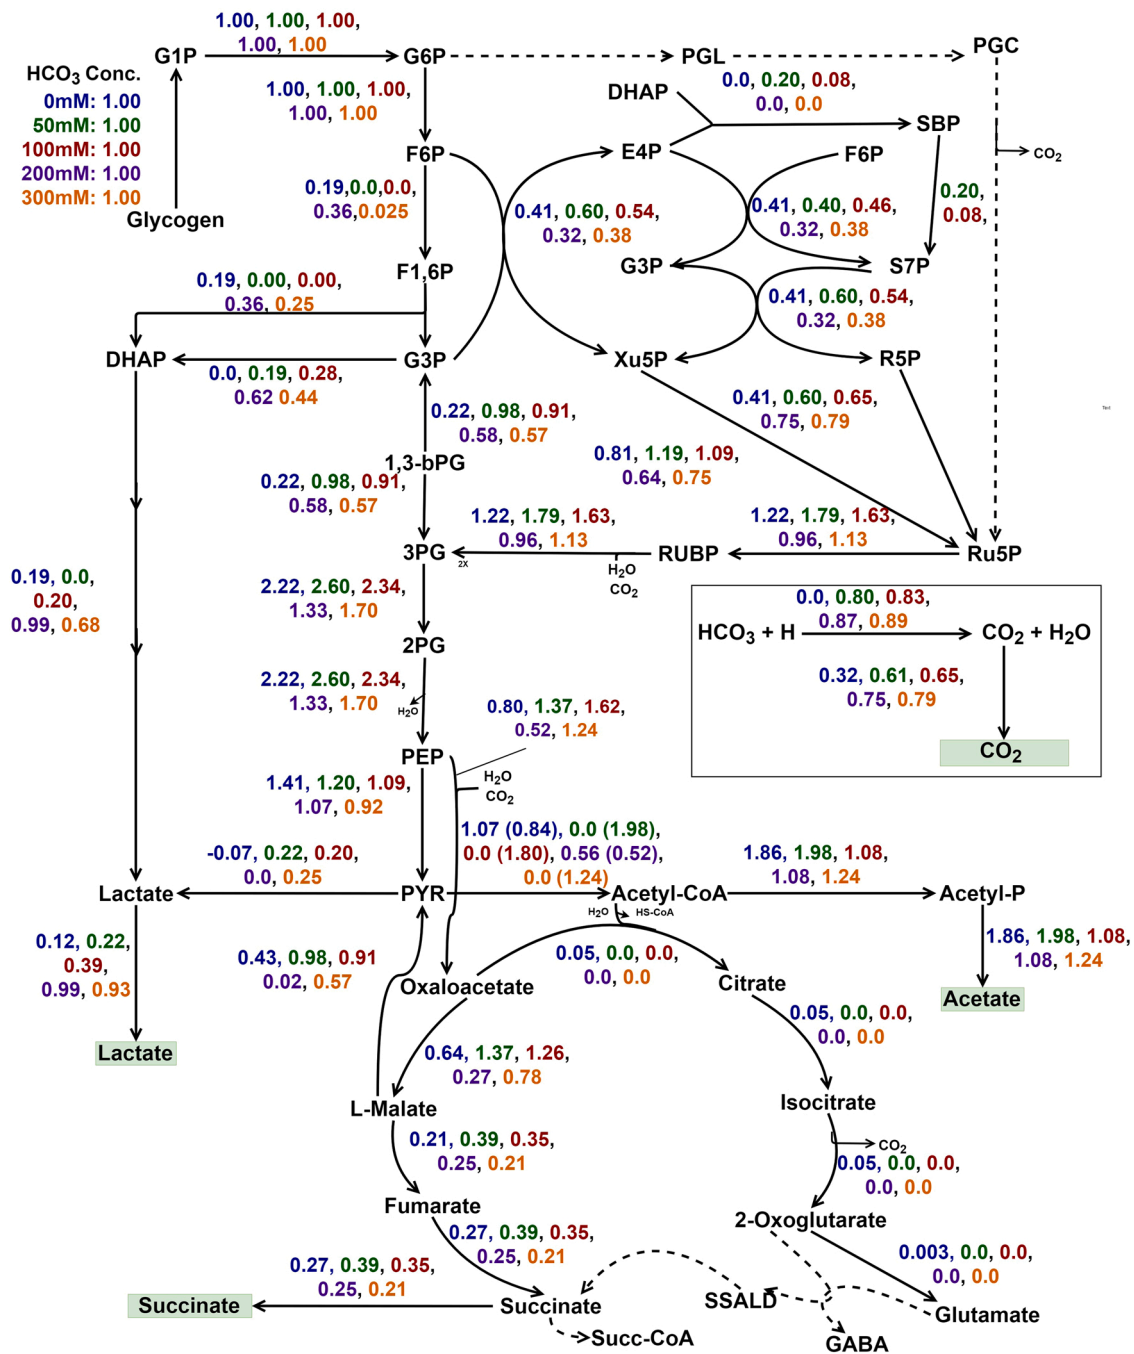 1.00, 1.00, 1.00,
1.00, 1.00
G1P
G6P
PGL
PGC
HCO3 Conc.
0mM: 1.00
50mM: 1.00
100mM: 1.00
200mM: 1.00
300mM: 1.00
Glycogen
1.00, 1.00, 1.00,
1.00, 1.00
DHAP
0.0, 0.20, 0.08,
0.0, 0.0
SBP
F6P
E4P
F6P
CO2
0.19,0.0,0.0,
0.36,0.025
0.41, 0.60, 0.54,
0.32, 0.38
0.41, 0.40, 0.46,
0.32, 0.38
0.20,
0.08,
F1,6P
G3P
S7P
0.19, 0.00, 0.00,
0.36, 0.25
0.41, 0.60, 0.54,
0.32, 0.38
DHAP
G3P
Xu5P
R5P
0.0, 0.19, 0.28,
0.62 0.44
0.22, 0.98, 0.91,
0.58, 0.57
0.41, 0.60, 0.65,
0.75, 0.79
1,3-bPG
0.22, 0.98, 0.91,
0.58, 0.57
0.81, 1.19, 1.09,
0.64, 0.75
1.22, 1.79, 1.63,
0.96, 1.13
1.22, 1.79, 1.63,
0.96, 1.13
3PG
2X
H2O
CO2
RUBP
Ru5P
0.19, 0.0,
0.20,
0.99, 0.68
2.22, 2.60, 2.34,
1.33, 1.70
2PG
0.0, 0.80, 0.83,
0.87, 0.89
HCO3 + H
CO2 + H2O
0.32, 0.61, 0.65,
0.75, 0.79
CO2
2.22, 2.60, 2.34,
1.33, 1.70
H2O
0.80, 1.37, 1.62,
0.52, 1.24
PEP
H2O
CO2
1.41, 1.20, 1.09,
1.07, 0.92
1.07 (0.84), 0.0 (1.98),
0.0 (1.80), 0.56 (0.52),
0.0 (1.24)
-0.07, 0.22, 0.20,
0.0, 0.25
1.86, 1.98, 1.08,
1.08, 1.24
Lactate
PYR
Acetyl-CoA
Acetyl-P
H2O
HS-CoA
0.12, 0.22,
0.39,
0.99, 0.93
0.43, 0.98, 0.91
0.02, 0.57
0.05, 0.0, 0.0,
0.0, 0.0
1.86, 1.98, 1.08,
1.08, 1.24
Oxaloacetate
Citrate
Acetate
Lactate
0.05, 0.0, 0.0,
0.0, 0.0
0.64, 1.37, 1.26,
0.27, 0.78
L-Malate
Isocitrate
0.21, 0.39, 0.35,
0.25, 0.21
CO2
0.05, 0.0, 0.0,
0.0, 0.0
Fumarate
2-Oxoglutarate
0.27, 0.39, 0.35,
0.25, 0.21
0.003, 0.0, 0.0,
0.0, 0.0
0.27, 0.39, 0.35,
0.25, 0.21
Succinate
Succinate
SSALD
Glutamate
Succ-CoA
GABA